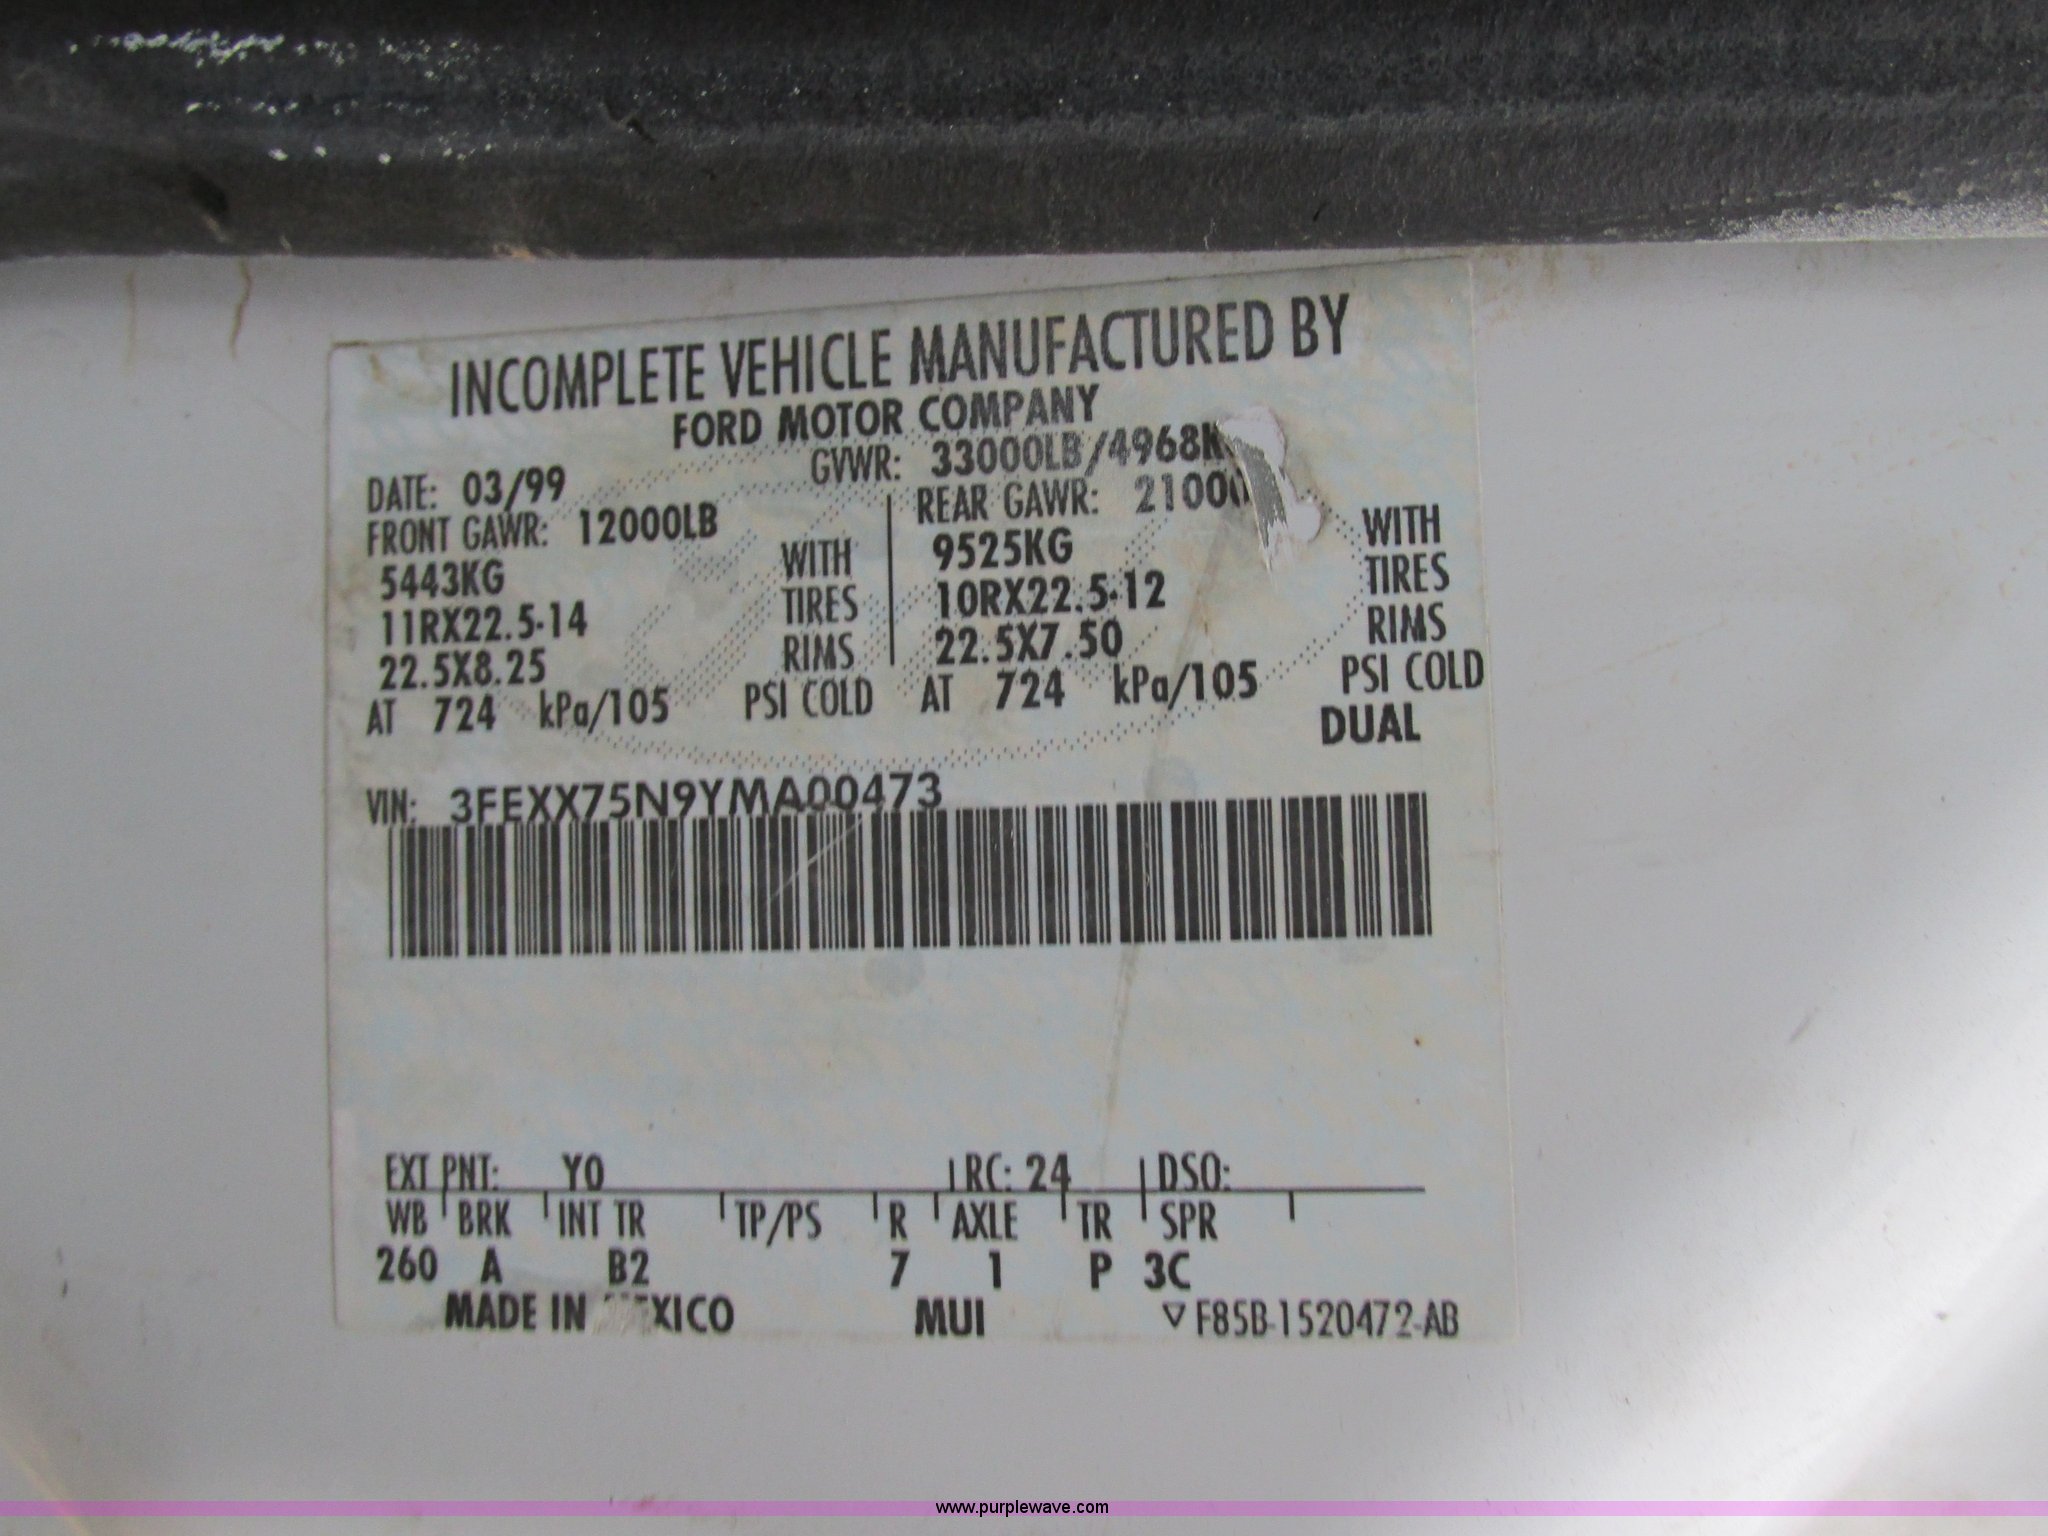 INCOMPLETE VEHICLE MANUFACTURED BY
FORD MOTOR COMPANY
DATE: 03/99 GVWR: 33000LB/4968K
FRONT GAWR: 12000LB REAR GAWR: 21000
5443KG WITH 9525KG WITH
11RX22.5-14 TIRES 10RX22.5-12 TIRES
22.5X8.25 RIMS 22.5X7.50 RIMS
AT 724 kPa/105 PSI COLD AT 724 kPa/105 PSI COLD
DUAL
VIN: 3FEXX75N9YMA00473
EXT PNT: YO RC: 24 DSO:
WB BRK INT TR TP/PS R AXLE TR SPR
260 A B2 7 1 P 3C
MADE IN MEXICO MUI ▽ F85B-1520472-AB
www.purplewave.com